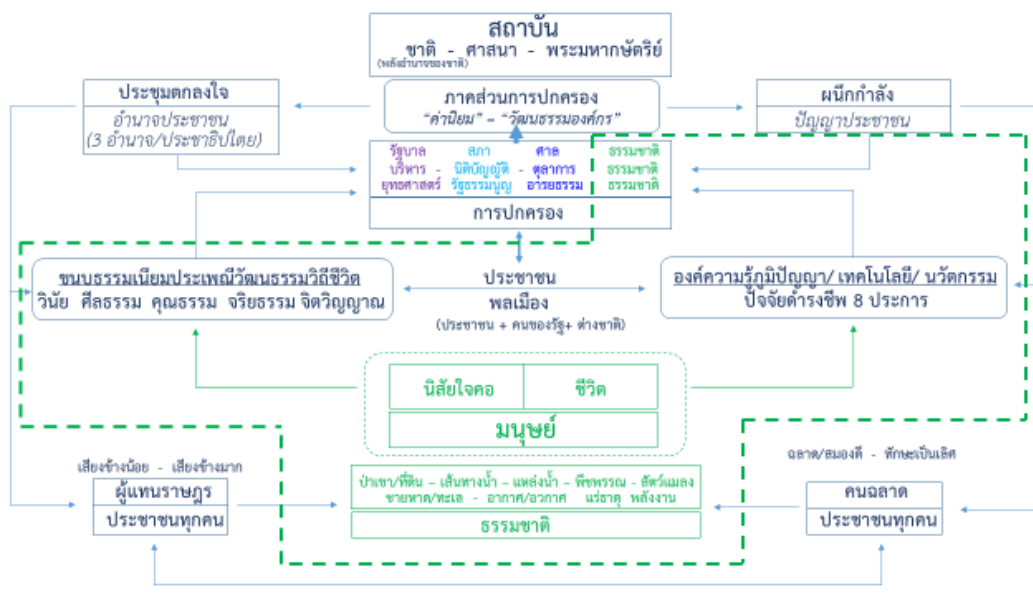 สถาบัน
ชาติ - ศาสนา - พระมหากษัตริย์
(พลังอำนาจของชาติ)
ประชุมตกลงใจ
อำนาจประชาชน
(3 อำนาจ/ประชาธิปไตย)
ภาคส่วนการปกครอง
"ค่านิยม" - "วัฒนธรรมองค์กร"
ผนึกกำลัง
ปัญญาประชาชน
รัฐบาล สภา ศาล ธรรมชาติ
บริหาร - นิติบัญญัติ - ตุลาการ ธรรมชาติ
ยุทธศาสตร์ รัฐธรรมนูญ อารยธรรม ธรรมชาติ
การปกครอง
ขนบธรรมเนียมประเพณีวัฒนธรรมวิถีชีวิต
วินัย ศีลธรรม คุณธรรม จริยธรรม จิตวิญญาณ
ประชาชน
พลเมือง
(ประชาชน + คนของรัฐ+ ต่างชาติ)
องค์ความรู้ภูมิปัญญา/ เทคโนโลยี/ นวัตกรรม
ปัจจัยดำรงชีพ 8 ประการ
นิสัยใจคอ ชีวิต
มนุษย์
เสียงข้างน้อย - เสียงข้างมาก
ผู้แทนราษฎร
ประชาชนทุกคน
ป่าเขา/ที่ดิน – เส้นทางน้ำ – แหล่งน้ำ – พืชพรรณ - สัตว์แมลง
ชายหาด/ทะเล - อากาศ/อวกาศ แร่ธาตุ พลังงาน
ธรรมชาติ
ฉลาด/สมองดี - ทักษะเป็นเลิศ
คนฉลาด
ประชาชนทุกคน